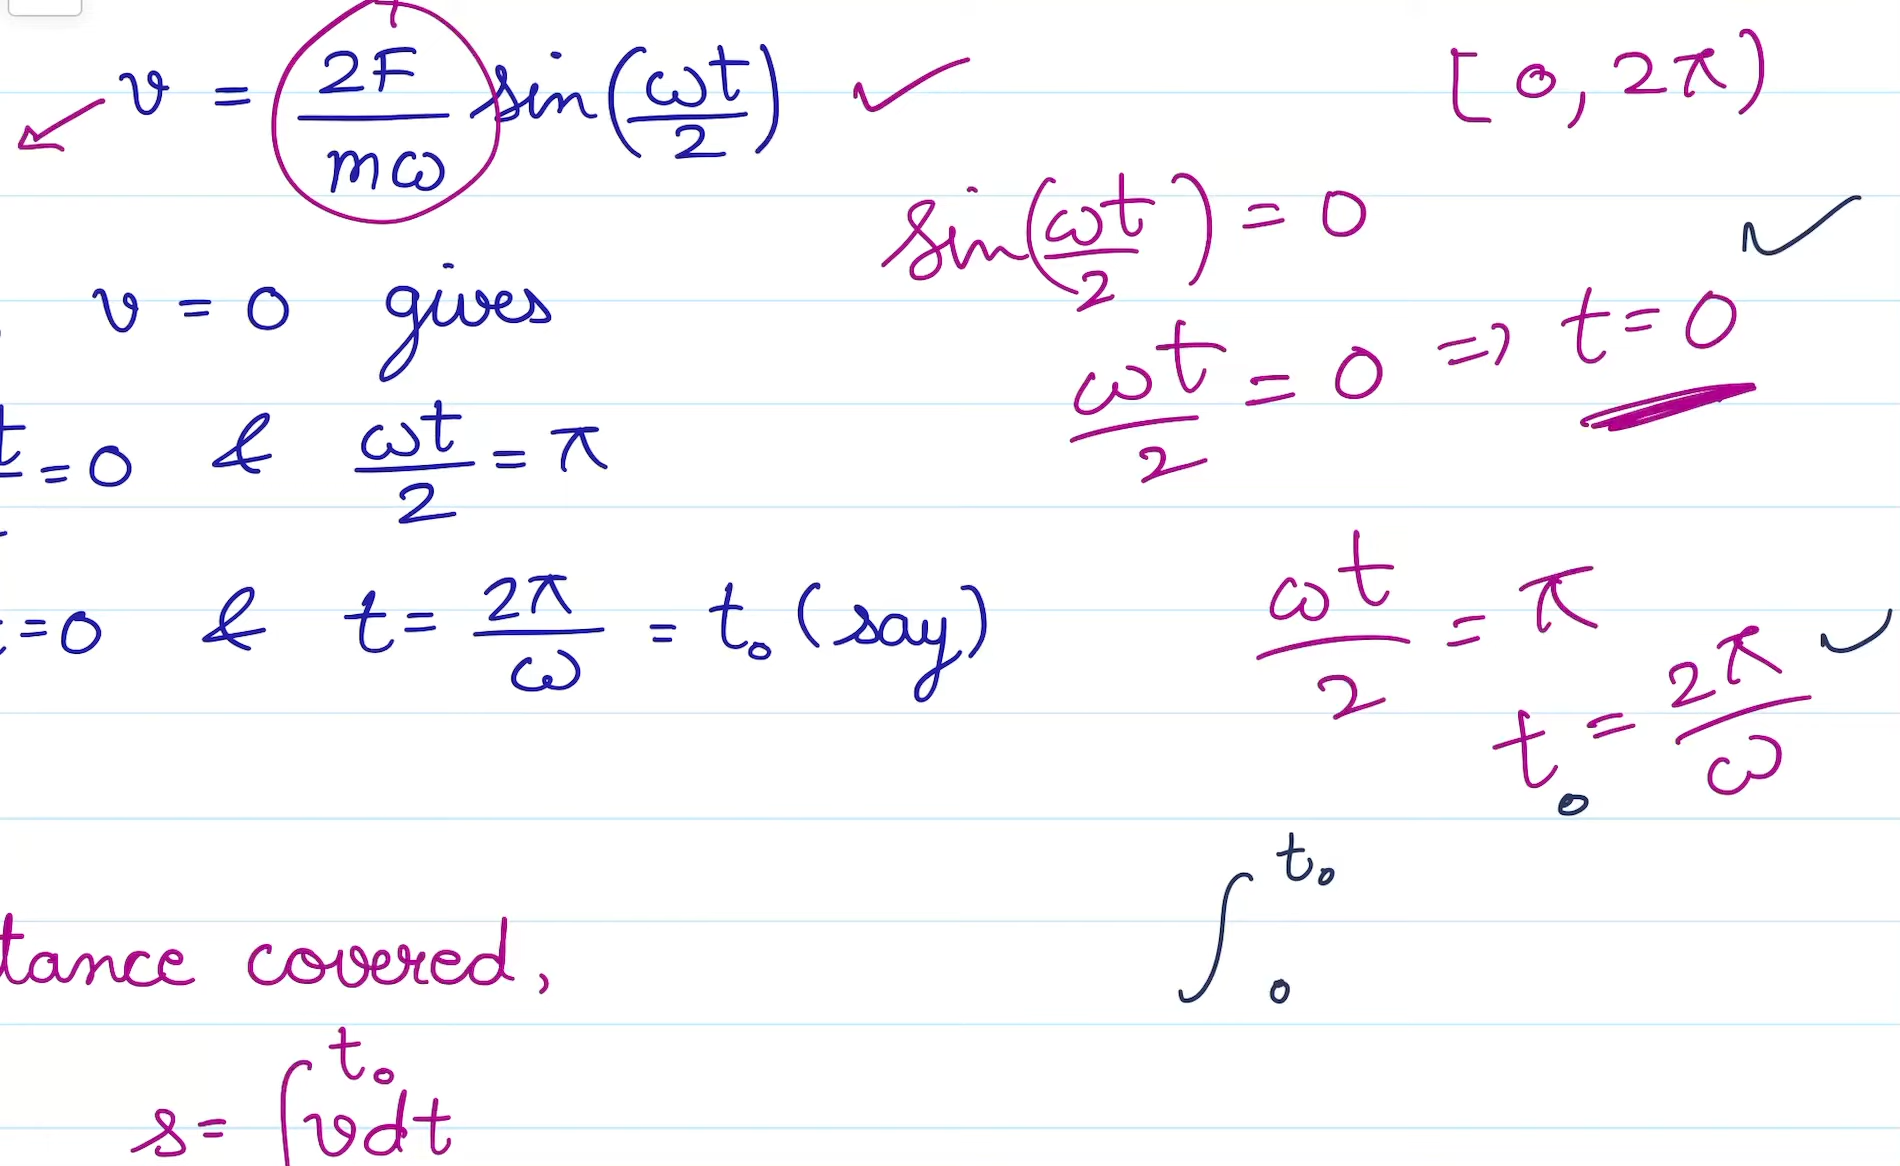 v = 2F/mω sin(ωt/2) ✓
[0, 2π)
sin(ωt/2) = 0 ✓
v = 0 gives
ωt/2 = 0 => t = 0
t = 0 & ωt/2 = π
= 0 & t = 2π/ω = t₀ (say)
ωt/2 = π
t₀ = 2π/ω ✓
∫₀^t₀
tance covered,
s = ∫^t₀ v dt